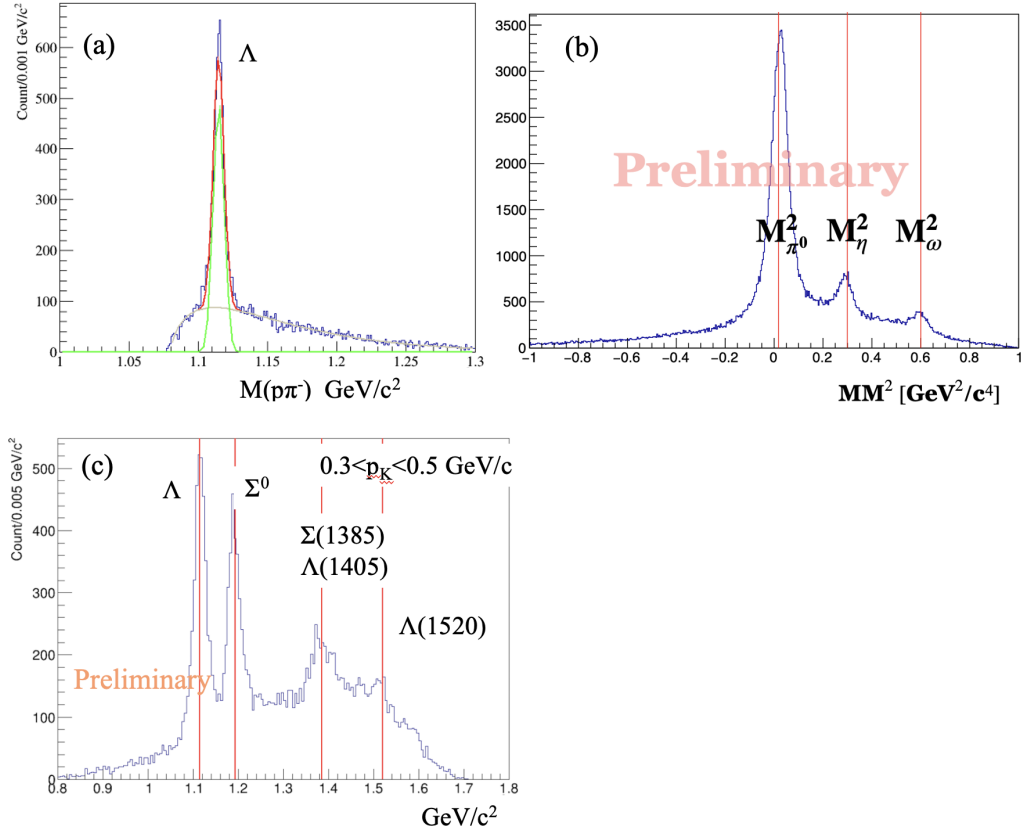 (a)
Λ
Count/0.001 GeV/c²
600
500
400
300
200
100
0
1 1.05 1.1 1.15 1.2 1.25 1.3
M(pπ⁻) GeV/c²
(b)
Preliminary
M²π⁰ M²η M²ω
3500
3000
2500
2000
1500
1000
500
0
−1 −0.8 −0.6 −0.4 −0.2 0 0.2 0.4 0.6 0.8 1
MM² [GeV²/c⁴]
(c)
0.3<pK<0.5 GeV/c
Λ
Σ⁰
Σ(1385)
Λ(1405)
Λ(1520)
Preliminary
Count/0.005 GeV/c²
500
400
300
200
100
0
0.8 0.9 1 1.1 1.2 1.3 1.4 1.5 1.6 1.7 1.8
GeV/c²